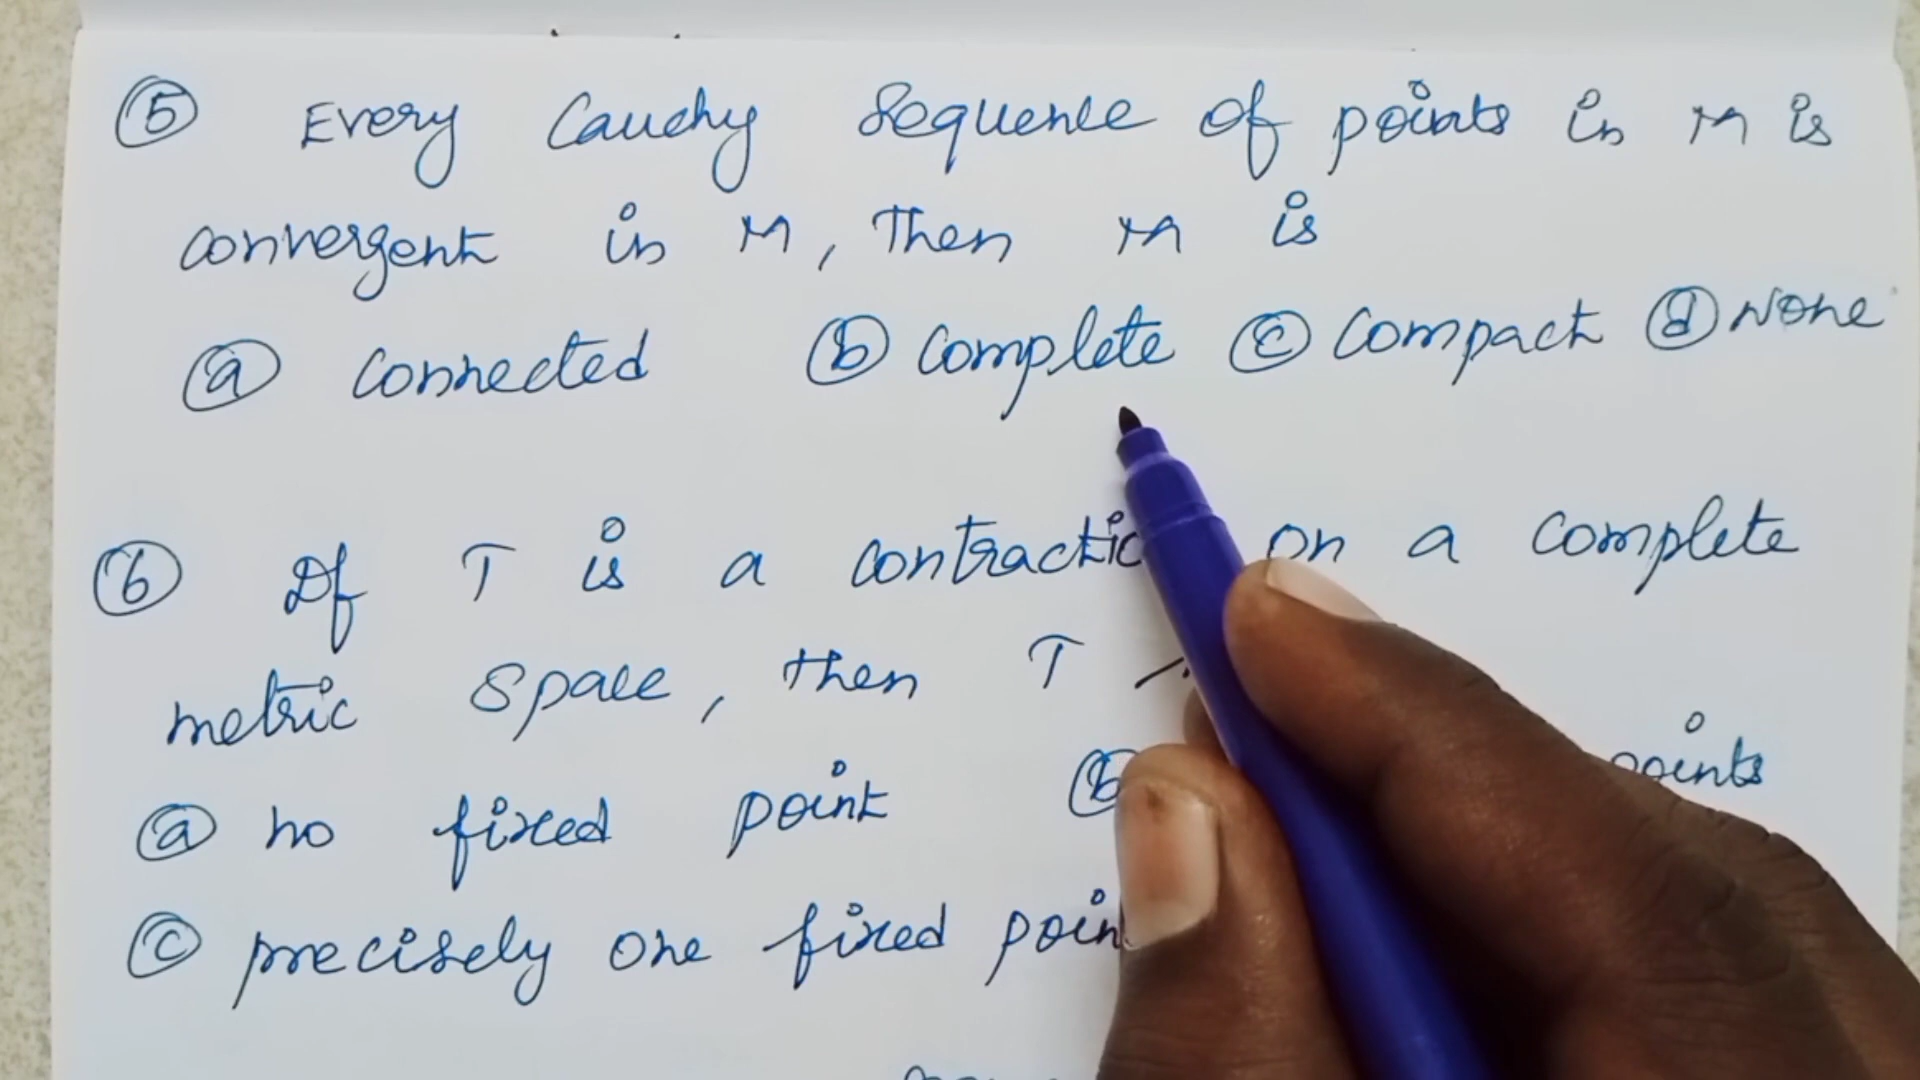 5 Every Cauchy Sequence of points in M is
convergent in M, Then M is
a connected b complete c compact d None
6 If T is a on a complete
metric Space, then T
a no fixed point b points
c precisely one fixed